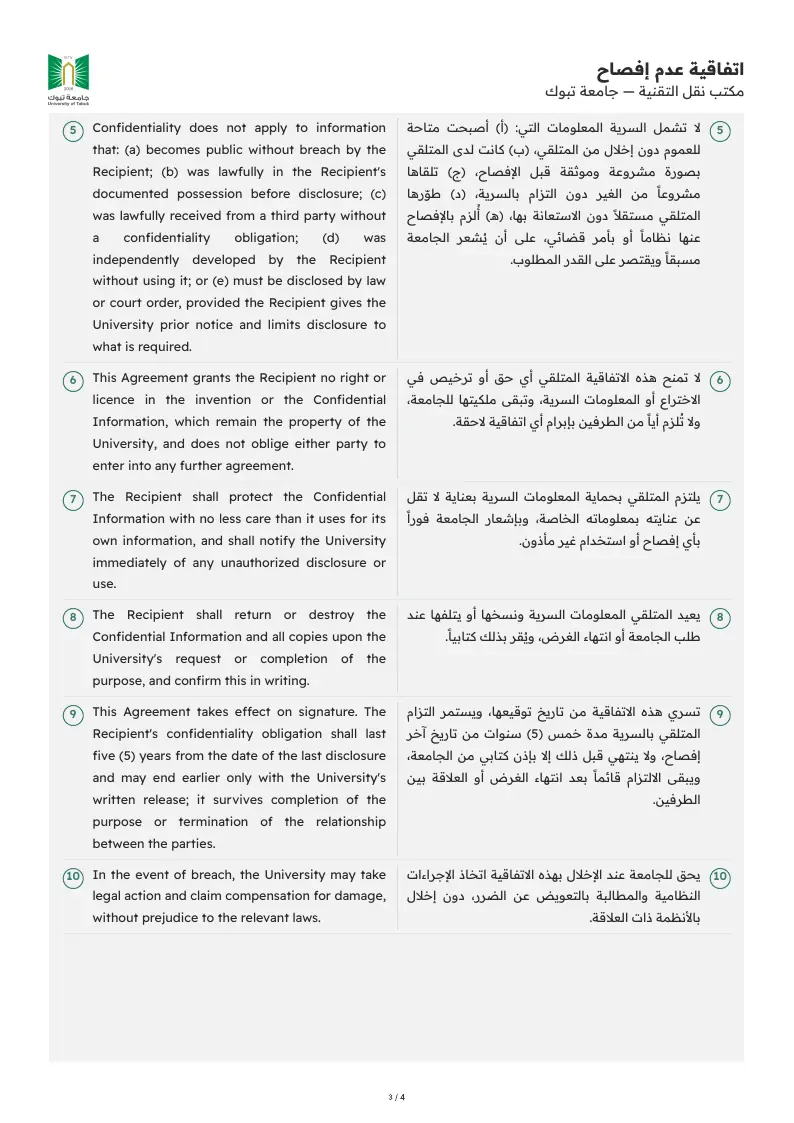 اتفاقية عدم إفصاح
مكتب نقل التقنية — جامعة تبوك
جامعة تبوك
University of Tabuk
2006
5
Confidentiality does not apply to information
that: (a) becomes public without breach by the
Recipient; (b) was lawfully in the Recipient's
documented possession before disclosure; (c)
was lawfully received from a third party without
a confidentiality obligation; (d) was
independently developed by the Recipient
without using it; or (e) must be disclosed by law
or court order, provided the Recipient gives the
University prior notice and limits disclosure to
what is required.
5
لا تشمل السرية المعلومات التي: (أ) أصبحت متاحة
للعموم دون إخلال من المتلقي، (ب) كانت لدى المتلقي
بصورة مشروعة وموثقة قبل الإفصاح، (ج) تلقاها
مشروعاً من الغير دون التزام بالسرية، (د) طوّرها
المتلقي مستقلاً دون الاستعانة بها، (هـ) أُلزم بالإفصاح
عنها نظاماً أو بأمر قضائي، على أن يُشعر الجامعة
مسبقاً ويقتصر على القدر المطلوب.
6
This Agreement grants the Recipient no right or
licence in the invention or the Confidential
Information, which remain the property of the
University, and does not oblige either party to
enter into any further agreement.
6
لا تمنح هذه الاتفاقية المتلقي أي حق أو ترخيص في
الاختراع أو المعلومات السرية، وتبقى ملكيتها للجامعة،
ولا تُلزم أياً من الطرفين بإبرام أي اتفاقية لاحقة.
7
The Recipient shall protect the Confidential
Information with no less care than it uses for its
own information, and shall notify the University
immediately of any unauthorized disclosure or
use.
7
يلتزم المتلقي بحماية المعلومات السرية بعناية لا تقل
عن عنايته بمعلوماته الخاصة، وبإشعار الجامعة فوراً
بأي إفصاح أو استخدام غير مأذون.
8
The Recipient shall return or destroy the
Confidential Information and all copies upon the
University's request or completion of the
purpose, and confirm this in writing.
8
يعيد المتلقي المعلومات السرية ونسخها أو يتلفها عند
طلب الجامعة أو انتهاء الغرض، ويُقر بذلك كتابياً.
9
This Agreement takes effect on signature. The
Recipient's confidentiality obligation shall last
five (5) years from the date of the last disclosure
and may end earlier only with the University's
written release; it survives completion of the
purpose or termination of the relationship
between the parties.
9
تسري هذه الاتفاقية من تاريخ توقيعها، ويستمر التزام
المتلقي بالسرية مدة خمس (5) سنوات من تاريخ آخر
إفصاح، ولا ينتهي قبل ذلك إلا بإذن كتابي من الجامعة،
ويبقى الالتزام قائماً بعد انتهاء الغرض أو العلاقة بين
الطرفين.
10
In the event of breach, the University may take
legal action and claim compensation for damage,
without prejudice to the relevant laws.
10
يحق للجامعة عند الإخلال بهذه الاتفاقية اتخاذ الإجراءات
النظامية والمطالبة بالتعويض عن الضرر، دون إخلال
بالأنظمة ذات العلاقة.
3 / 4